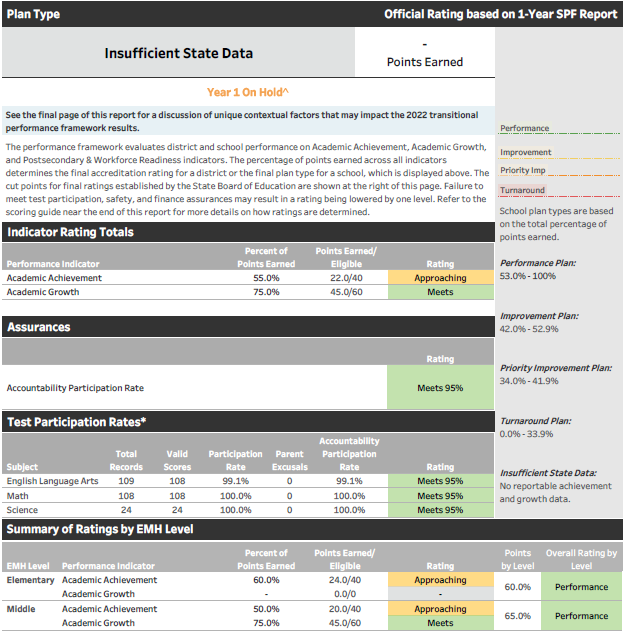 Plan Type Official Rating based on 1-Year SPF Report
Insufficient State Data
-
Points Earned
Year 1 On Hold^
See the final page of this report for a discussion of unique contextual factors that may impact the 2022 transitional
performance framework results.
The performance framework evaluates district and school performance on Academic Achievement, Academic Growth,
and Postsecondary & Workforce Readiness indicators. The percentage of points earned across all indicators
determines the final accreditation rating for a district or the final plan type for a school, which is displayed above. The
cut points for final ratings established by the State Board of Education are shown at the right of this page. Failure to
meet test participation, safety, and finance assurances may result in a rating being lowered by one level. Refer to the
scoring guide near the end of this report for more details on how ratings are determined.
Performance
Improvement
Priority Imp
Turnaround
School plan types are based
on the total percentage of
points earned.
Performance Plan:
53.0% - 100%
Improvement Plan:
42.0% - 52.9%
Priority Improvement Plan:
34.0% - 41.9%
Turnaround Plan:
0.0% - 33.9%
Insufficient State Data:
No reportable achievement
and growth data.
Indicator Rating Totals
Percent of Points Earned/
Performance Indicator Points Earned Eligible Rating
Academic Achievement 55.0% 22.0/40 Approaching
Academic Growth 75.0% 45.0/60 Meets
Assurances
Rating
Accountability Participation Rate Meets 95%
Test Participation Rates*
Accountability
Total Valid Participation Parent Participation
Subject Records Scores Rate Excusals Rate Rating
English Language Arts 109 108 99.1% 0 99.1% Meets 95%
Math 108 108 100.0% 0 100.0% Meets 95%
Science 24 24 100.0% 0 100.0% Meets 95%
Summary of Ratings by EMH Level
Percent of Points Earned/ Points Overall Rating by
EMH Level Performance Indicator Points Earned Eligible Rating by Level Level
Elementary Academic Achievement 60.0% 24.0/40 Approaching 60.0% Performance
Academic Growth - 0.0/0 -
Middle Academic Achievement 50.0% 20.0/40 Approaching 65.0% Performance
Academic Growth 75.0% 45.0/60 Meets